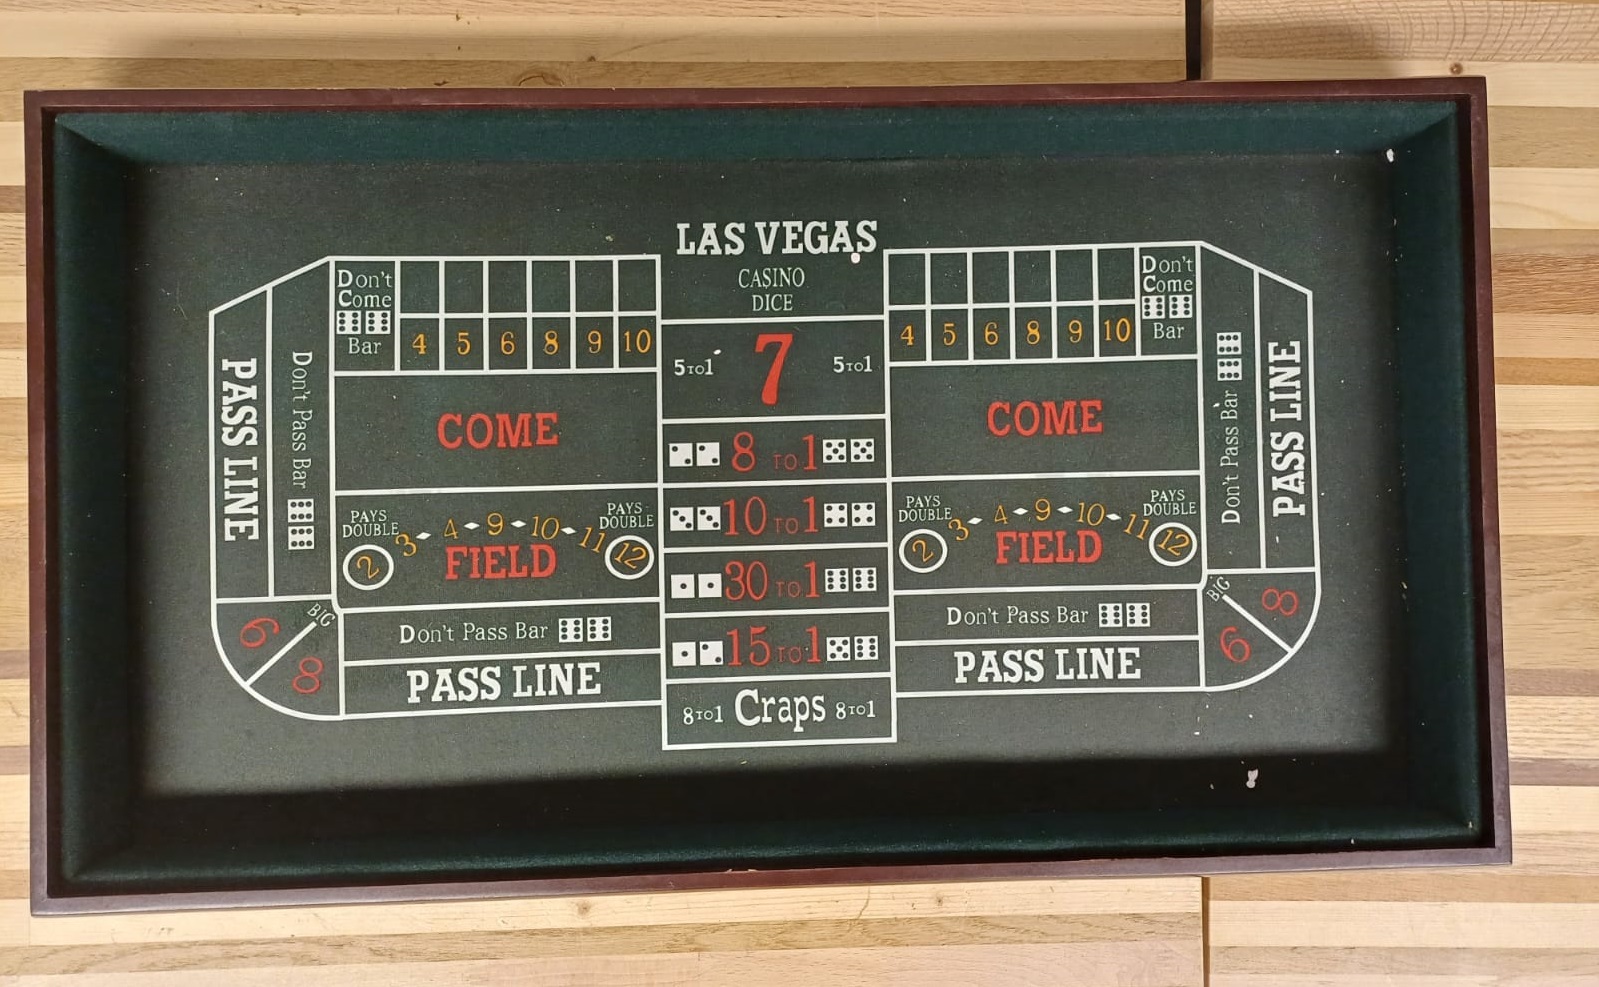 LAS VEGAS
CASINO
DICE
Don't
Come
Bar
4 5 6 8 9 10
4 5 6 8 9 10
Don't
Come
Bar
5 TO 1 7 5 TO 1
PASS LINE
Don't Pass Bar
COME
COME
Don't Pass Bar
PASS LINE
8 TO 1
10 TO 1
30 TO 1
15 TO 1
8 TO 1 Craps 8 TO 1
PAYS
DOUBLE
PAYS
DOUBLE
2 3 4 9 10 11 12
FIELD
PAYS
DOUBLE
PAYS
DOUBLE
2 3 4 9 10 11 12
FIELD
BIG
6
8
Don't Pass Bar
PASS LINE
Don't Pass Bar
PASS LINE
BIG
6
8